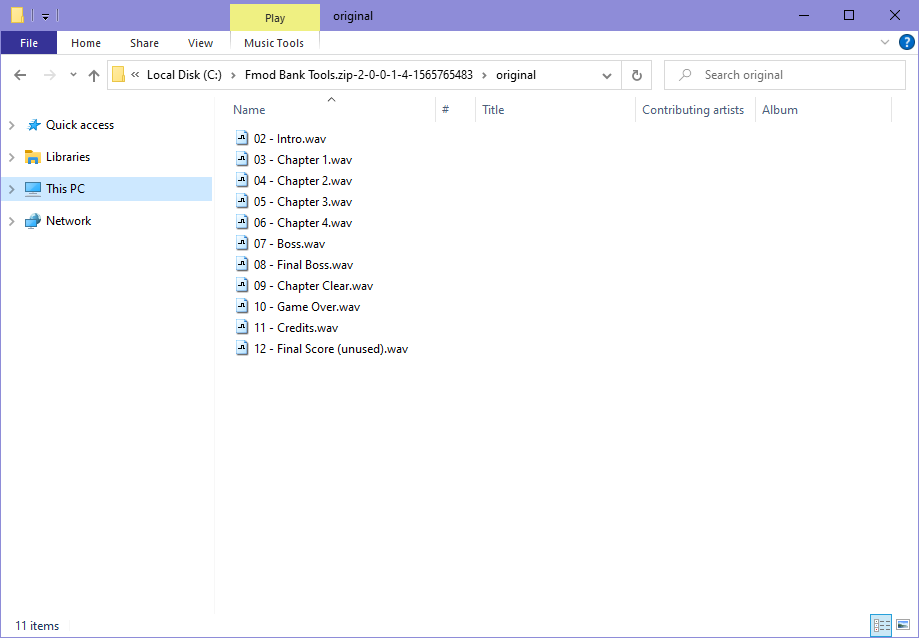 Play
original
File
Home
Share
View
Music Tools
?
« Local Disk (C:) > Fmod Bank Tools.zip-2-0-0-1-4-1565765483 > original
Search original
Name
#
Title
Contributing artists
Album
Quick access
Libraries
This PC
Network
02 - Intro.wav
03 - Chapter 1.wav
04 - Chapter 2.wav
05 - Chapter 3.wav
06 - Chapter 4.wav
07 - Boss.wav
08 - Final Boss.wav
09 - Chapter Clear.wav
10 - Game Over.wav
11 - Credits.wav
12 - Final Score (unused).wav
11 items